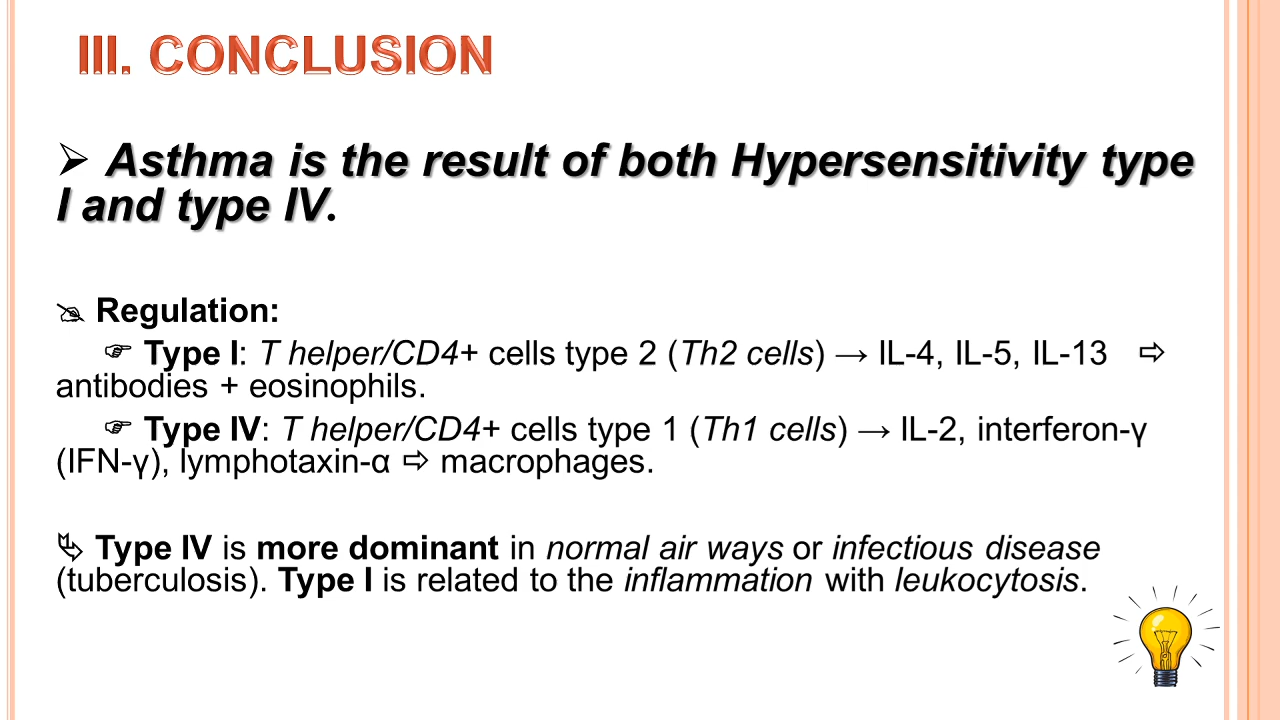 III. CONCLUSION
➢ Asthma is the result of both Hypersensitivity type
I and type IV.
Regulation:
☞ Type I: T helper/CD4+ cells type 2 (Th2 cells) → IL-4, IL-5, IL-13 ⇨
antibodies + eosinophils.
☞ Type IV: T helper/CD4+ cells type 1 (Th1 cells) → IL-2, interferon-γ
(IFN-γ), lymphotaxin-α ⇨ macrophages.
Type IV is more dominant in normal air ways or infectious disease
(tuberculosis). Type I is related to the inflammation with leukocytosis.